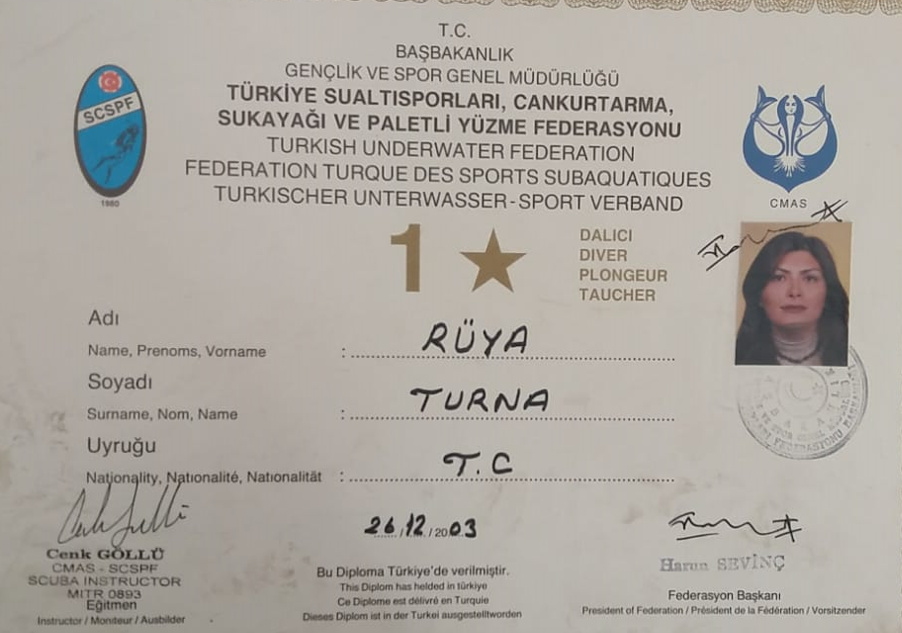 T.C.
BAŞBAKANLIK
GENÇLİK VE SPOR GENEL MÜDÜRLÜĞÜ
TÜRKİYE SUALTISPORLARI, CANKURTARMA,
SUKAYAĞI VE PALETLİ YÜZME FEDERASYONU
TURKISH UNDERWATER FEDERATION
FEDERATION TURQUE DES SPORTS SUBAQUATIQUES
TURKISCHER UNTERWASSER-SPORT VERBAND
SCSPF
1980
CMAS
1
DALICI
DIVER
PLONGEUR
TAUCHER
Adı
Name, Prenoms, Vorname : RÜYA
Soyadı
Surname, Nom, Name : TURNA
Uyruğu
Nationality, Natıonalité, Natıonalität : T.C
26/12/2003
Cenk GÖLLÜ
CMAS - SCSPF
SCUBA INSTRUCTOR
MITR 0893
Eğitmen
Instructor / Moniteur / Ausbilder
Bu Diploma Türkiye'de verilmiştir.
This Diplom has helded in türkiye
Ce Diplome est délivré en Turquie
Dieses Diplom ist in der Turkei ausgestelltworden
Harun SEVİNÇ
Federasyon Başkanı
President of Federation / Président de la Fédération / Vorsitzender